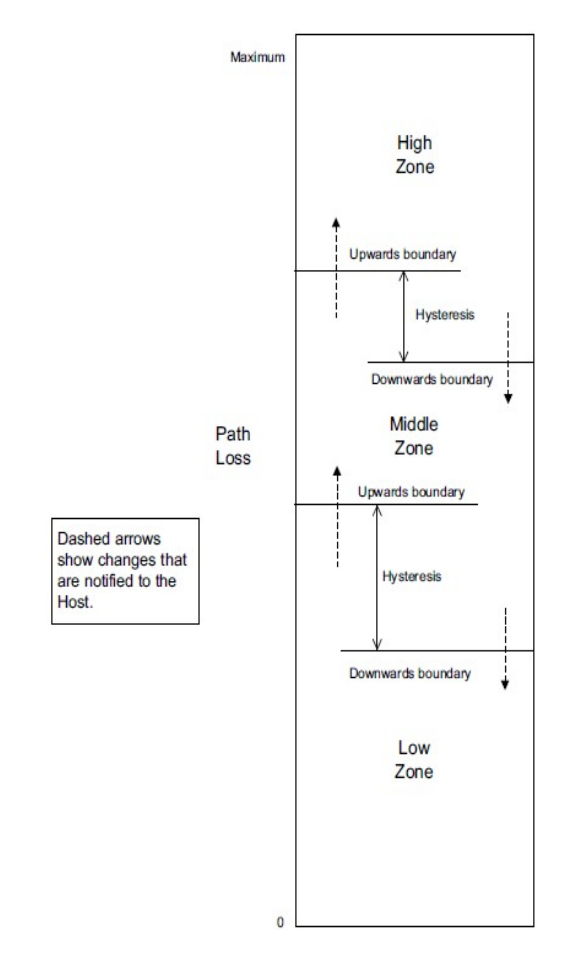 Maximum
High
Zone
Upwards boundary
Hysteresis
Downwards boundary
Path
Loss
Middle
Zone
Upwards boundary
Dashed arrows
show changes that
are notified to the
Host.
Hysteresis
Downwards boundary
Low
Zone
0